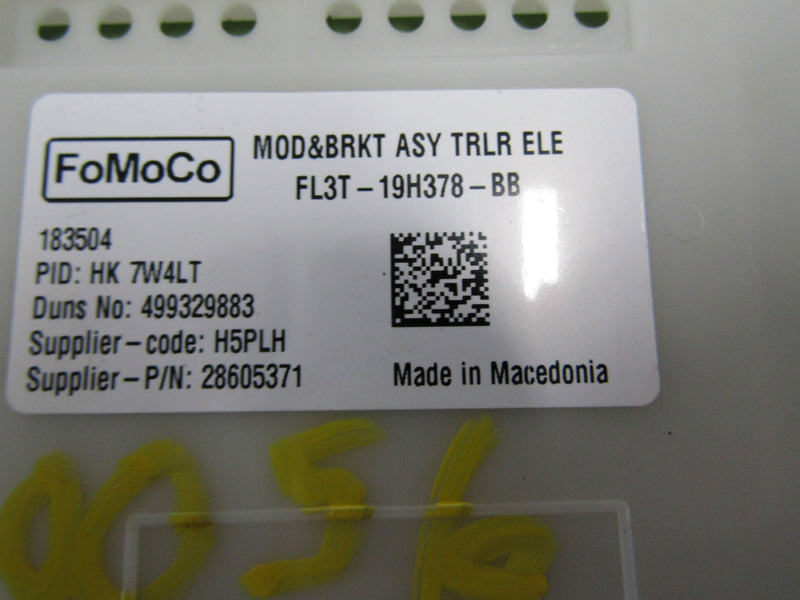 FoMoCo
MOD&BRKT ASY TRLR ELE
FL3T-19H378-BB
183504
PID: HK 7W4LT
Duns No: 499329883
Supplier-code: H5PLH
Supplier-P/N: 28605371
Made in Macedonia
0056